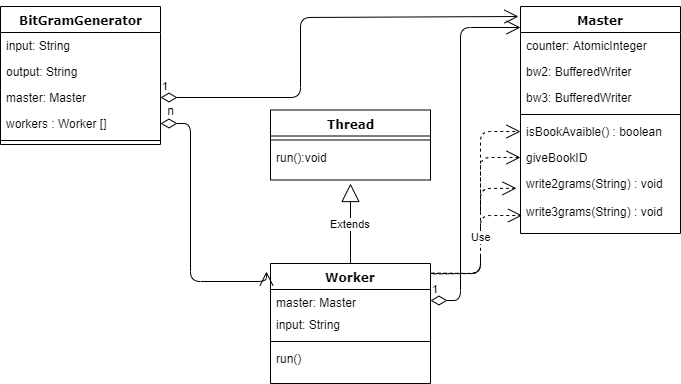 BitGramGenerator
input: String
output: String
master: Master
workers : Worker []
1
n
Master
counter: AtomicInteger
bw2: BufferedWriter
bw3: BufferedWriter
isBookAvaible() : boolean
giveBookID
write2grams(String) : void
write3grams(String) : void
Thread
run():void
Extends
Use
Worker
master: Master
input: String
run()
1